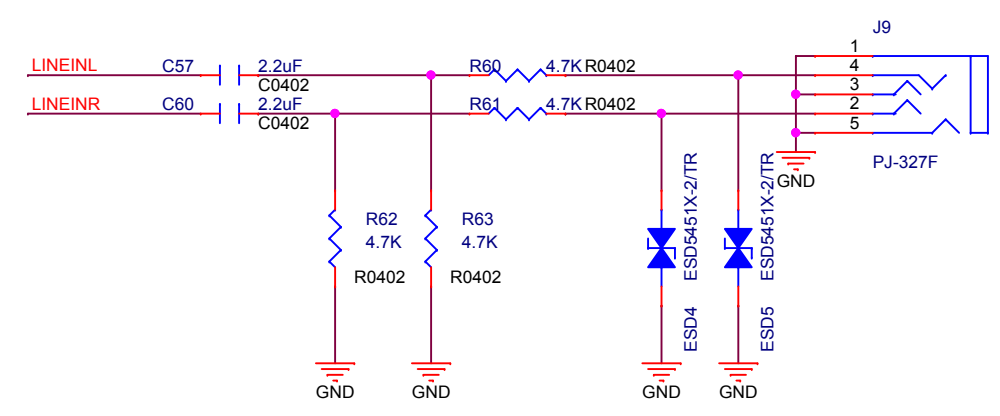 J9
LINEINL C57 2.2uF C0402 R60 4.7K R0402
LINEINR C60 2.2uF C0402 R61 4.7K R0402
1
4
3
2
5
PJ-327F
GND
R62
4.7K
R0402
R63
4.7K
R0402
ESD5451X-2/TR
ESD4
ESD5451X-2/TR
ESD5
GND
GND
GND
GND